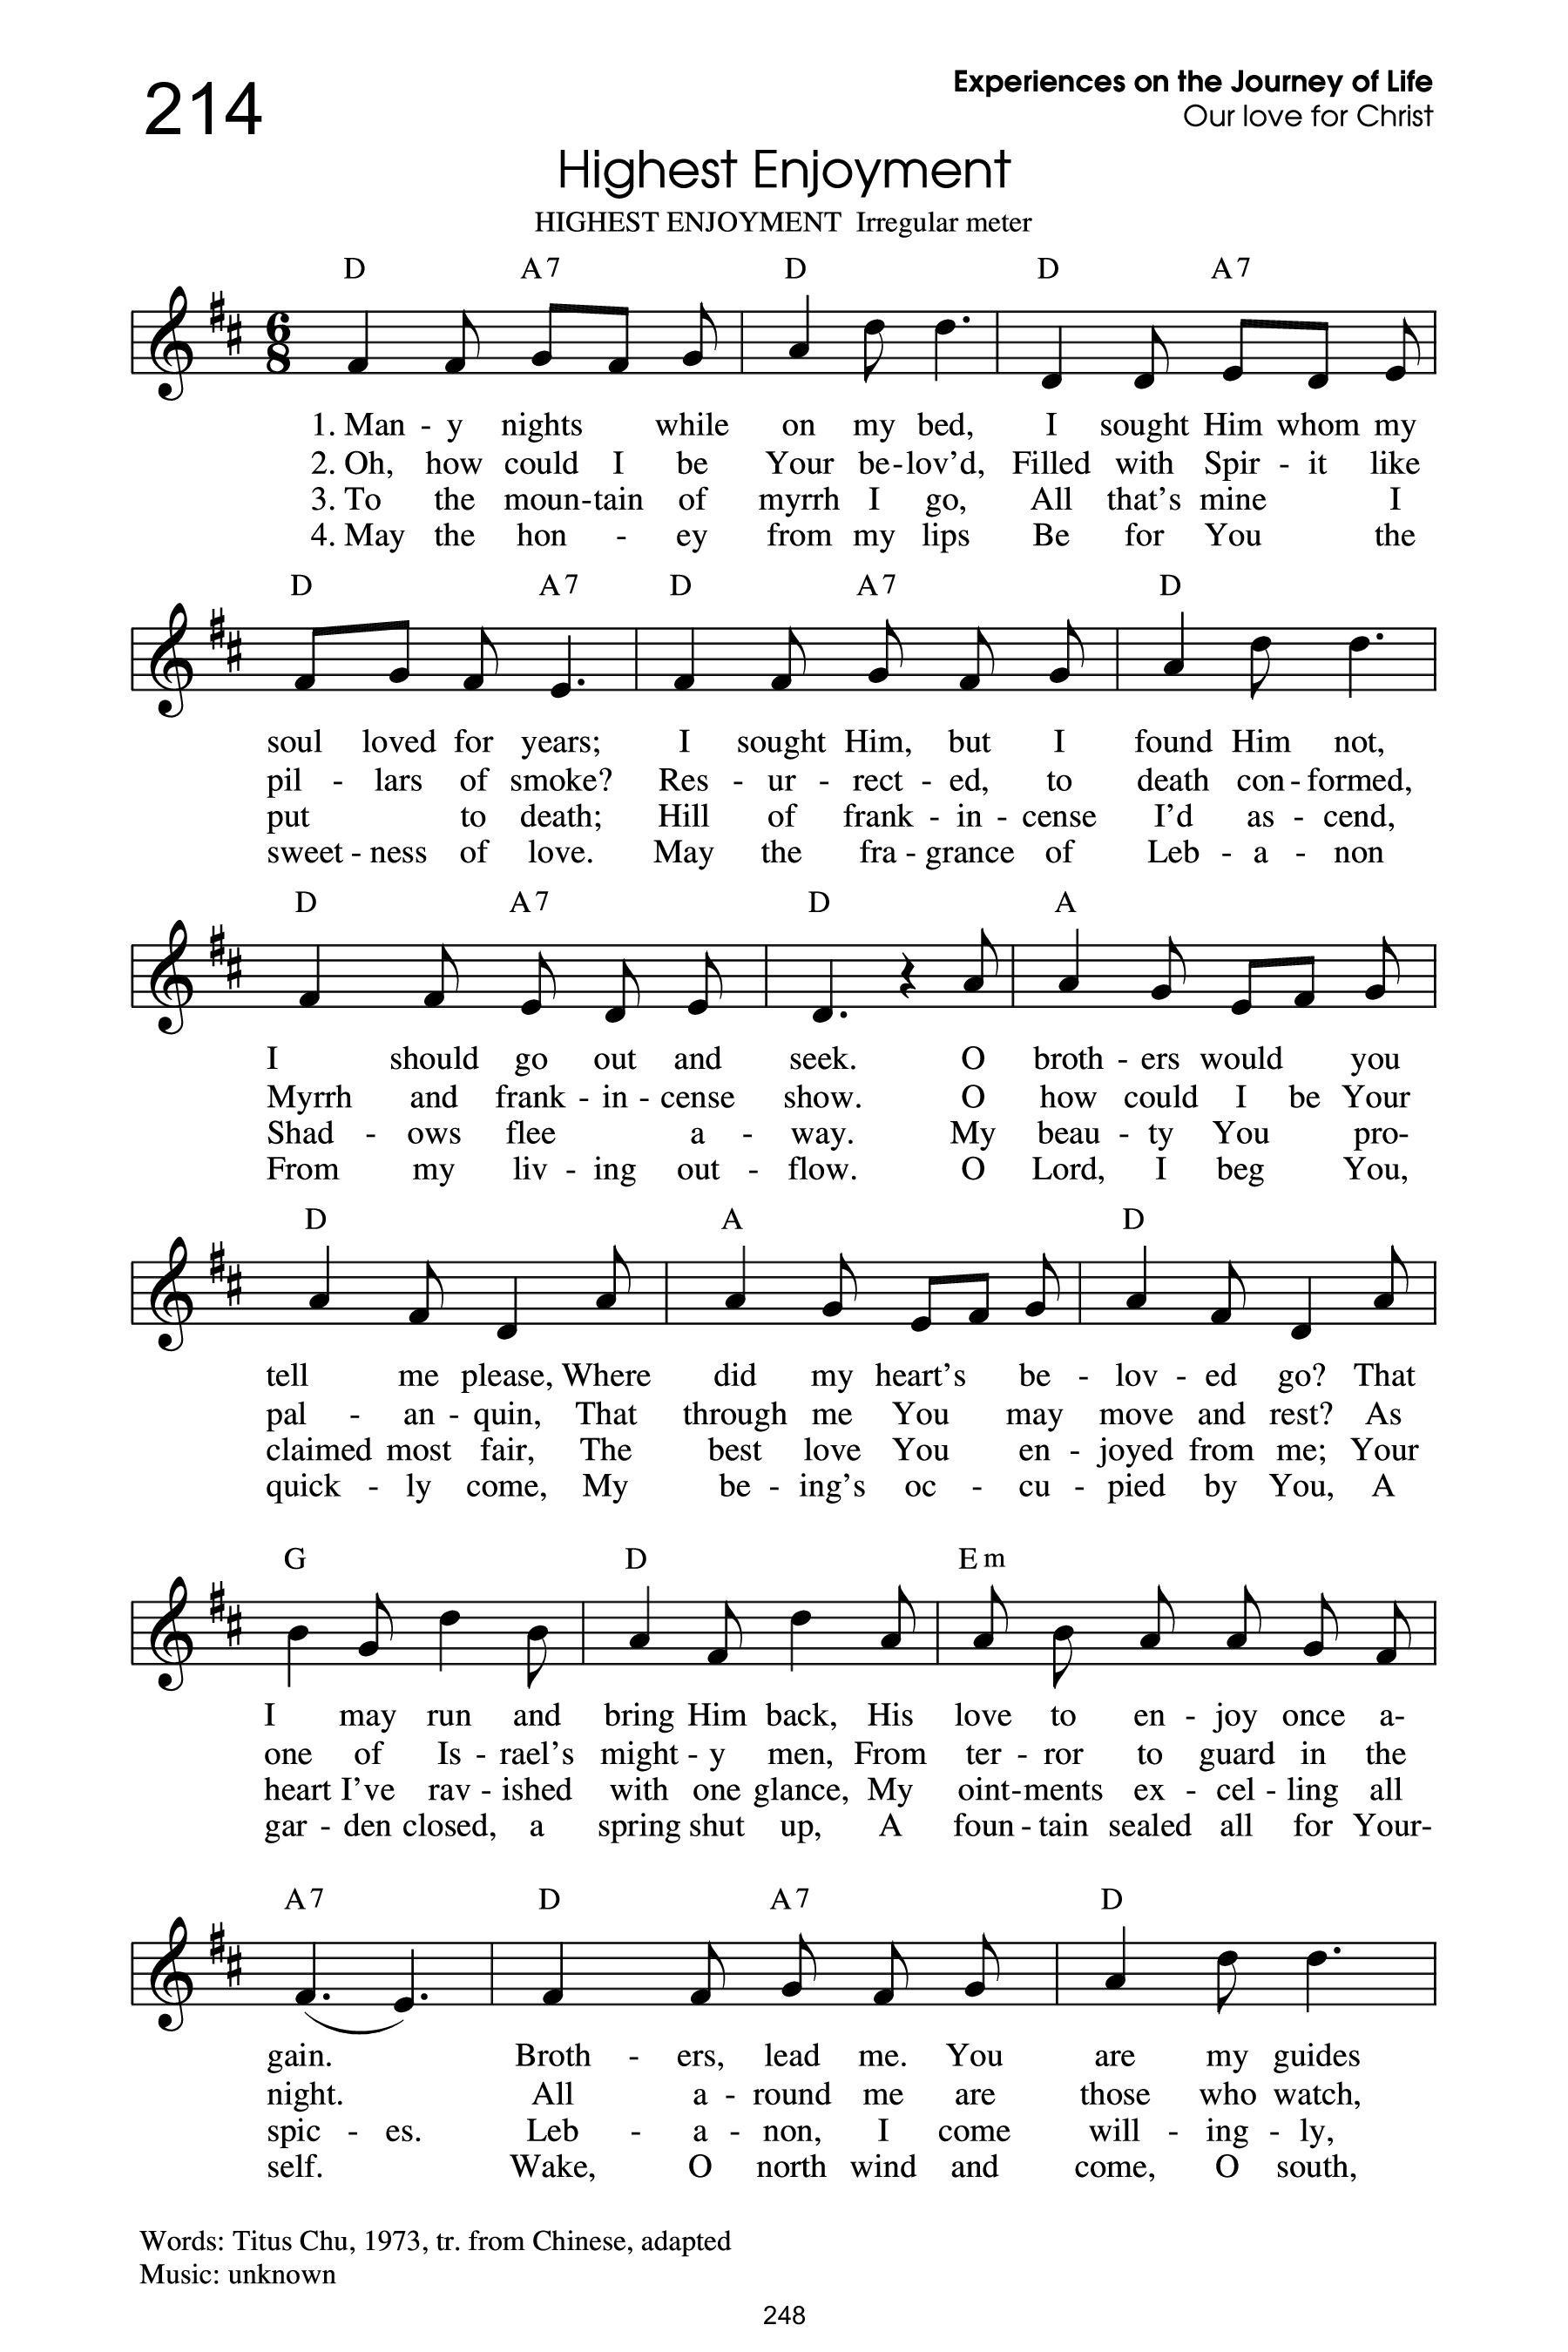 214
Experiences on the Journey of Life
Our love for Christ
Highest Enjoyment
HIGHEST ENJOYMENT  Irregular meter
D A7 D D A7
6
8
1. Man - y nights while on my bed, I sought Him whom my
2. Oh, how could I be Your be - lov'd, Filled with Spir - it like
3. To the moun - tain of myrrh I go, All that's mine I
4. May the hon - ey from my lips Be for You the
D A7 D A7 D
soul loved for years; I sought Him, but I found Him not,
pil - lars of smoke? Res - ur - rect - ed, to death con - formed,
put to death; Hill of frank - in - cense I'd as - cend,
sweet - ness of love. May the fra - grance of Leb - a - non
D A7 D A
I should go out and seek. O broth - ers would you
Myrrh and frank - in - cense show. O how could I be Your
Shad - ows flee a - way. My beau - ty You pro-
From my liv - ing out - flow. O Lord, I beg You,
D A D
tell me please, Where did my heart's be - lov - ed go? That
pal - an - quin, That through me You may move and rest? As
claimed most fair, The best love You en - joyed from me; Your
quick - ly come, My be - ing's oc - cu - pied by You, A
G D Em
I may run and bring Him back, His love to en - joy once a-
one of Is - rael's might - y men, From ter - ror to guard in the
heart I've rav - ished with one glance, My oint - ments ex - cel - ling all
gar - den closed, a spring shut up, A foun - tain sealed all for Your-
A7 D A7 D
gain. Broth - ers, lead me. You are my guides
night. All a - round me are those who watch,
spic - es. Leb - a - non, I come will - ing - ly,
self. Wake, O north wind and come, O south,
Words: Titus Chu, 1973, tr. from Chinese, adapted
Music: unknown
248